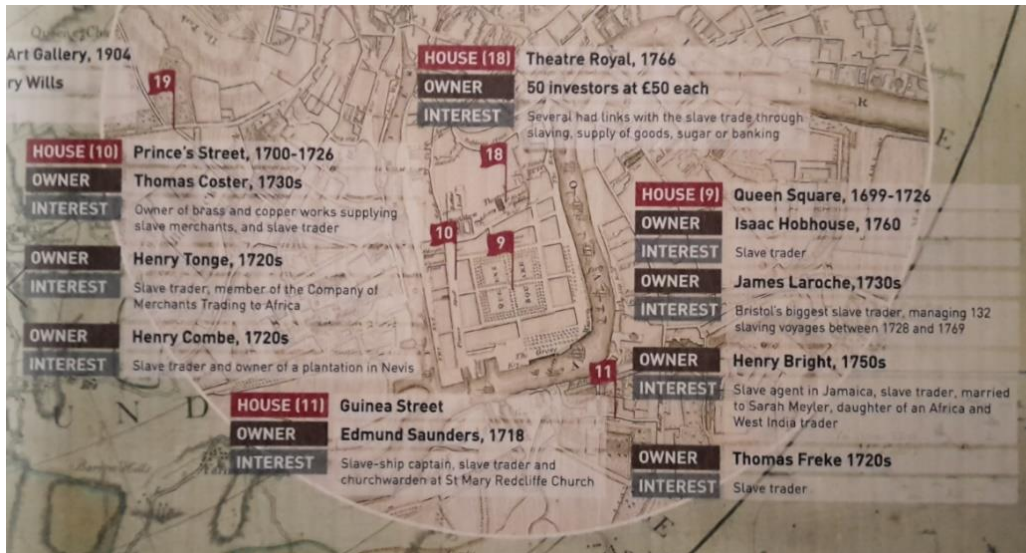 Art Gallery, 1904
ry Wills
19
HOUSE (18) Theatre Royal, 1766
OWNER 50 investors at £50 each
INTEREST Several had links with the slave trade through
slaving, supply of goods, sugar or banking
18
HOUSE (10) Prince's Street, 1700-1726
OWNER Thomas Coster, 1730s
INTEREST Owner of brass and copper works supplying
slave merchants, and slave trader
OWNER Henry Tonge, 1720s
INTEREST Slave trader, member of the Company of
Merchants Trading to Africa
OWNER Henry Combe, 1720s
INTEREST Slave trader and owner of a plantation in Nevis
10
9
QUEENS
SQUARE
HOUSE (9) Queen Square, 1699-1726
OWNER Isaac Hobhouse, 1760
INTEREST Slave trader
OWNER James Laroche,1730s
INTEREST Bristol's biggest slave trader, managing 132
slaving voyages between 1728 and 1769
OWNER Henry Bright, 1750s
INTEREST Slave agent in Jamaica, slave trader, married
to Sarah Meyler, daughter of an Africa and
West India trader
OWNER Thomas Freke 1720s
INTEREST Slave trader
11
HOUSE (11) Guinea Street
OWNER Edmund Saunders, 1718
INTEREST Slave-ship captain, slave trader and
churchwarden at St Mary Redcliffe Church
U N D
R
E
E